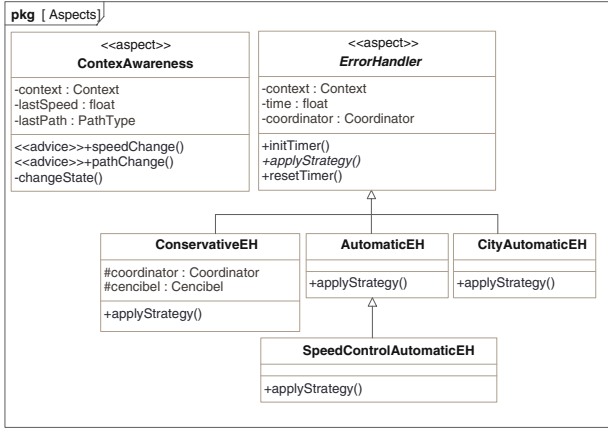 pkg [ Aspects]
<<aspect>>
ContexAwareness
-context : Context
-lastSpeed : float
-lastPath : PathType
<<advice>>+speedChange()
<<advice>>+pathChange()
-changeState()
<<aspect>>
ErrorHandler
-context : Context
-time : float
-coordinator : Coordinator
+initTimer()
+applyStrategy()
+resetTimer()
ConservativeEH
#coordinator : Coordinator
#cencibel : Cencibel
+applyStrategy()
AutomaticEH
+applyStrategy()
CityAutomaticEH
+applyStrategy()
SpeedControlAutomaticEH
+applyStrategy()